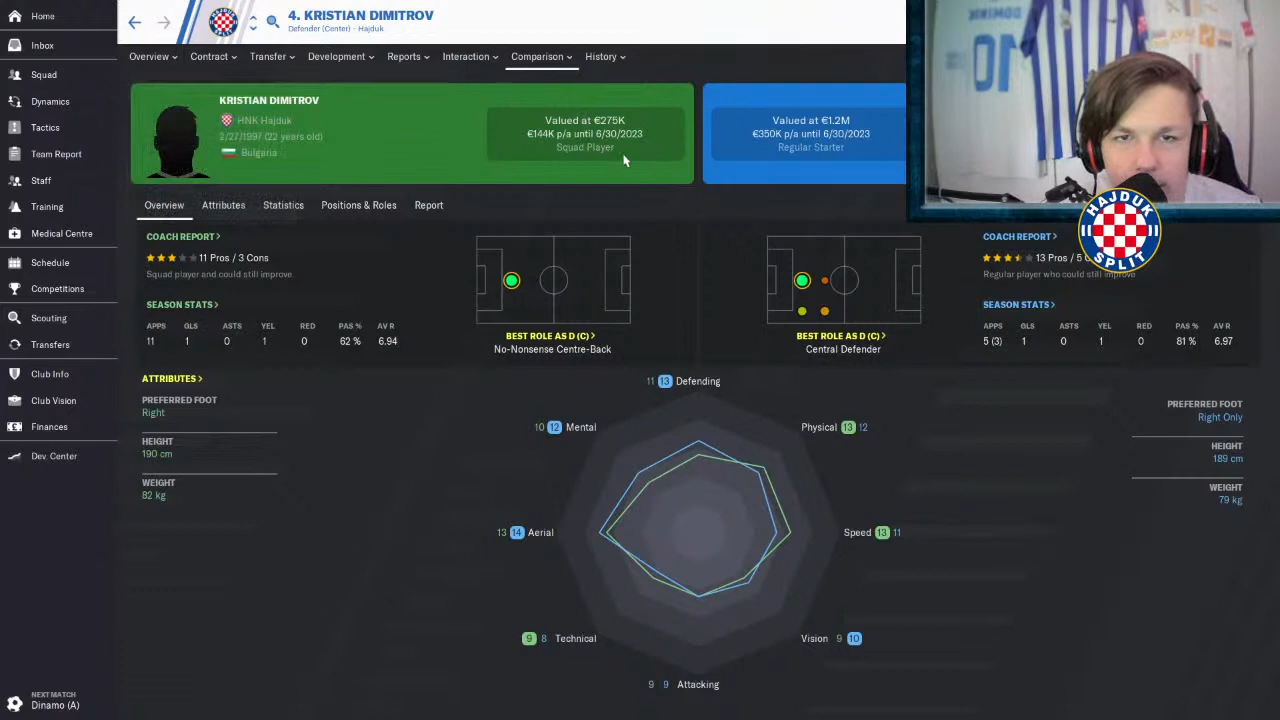 Home
Inbox
Squad
Dynamics
Tactics
Team Report
Staff
Training
Medical Centre
Schedule
Competitions
Scouting
Transfers
Club Info
Club Vision
Finances
Dev. Center
NEXT MATCH
Dinamo (A)
4. KRISTIAN DIMITROV
Defender (Center) - Hajduk
Overview Contract Transfer Development Reports Interaction Comparison History
KRISTIAN DIMITROV
HNK Hajduk
2/27/1997 (22 years old)
Bulgaria
Valued at €275K
€144K p/a until 6/30/2023
Squad Player
Valued at €1.2M
€350K p/a until 6/30/2023
Regular Starter
DOMINIK
10
HAJDUK
SPLIT
Overview Attributes Statistics Positions & Roles Report
COACH REPORT
11 Pros / 3 Cons
Squad player and could still improve
SEASON STATS
APPS GLS ASTS YEL RED PAS % AV R
11 1 0 1 0 62 % 6.94
BEST ROLE AS D (C)
No-Nonsense Centre-Back
BEST ROLE AS D (C)
Central Defender
COACH REPORT
13 Pros / 5
Regular player who could still improve
SEASON STATS
APPS GLS ASTS YEL RED PAS % AV R
5 (3) 1 0 1 0 81 % 6.97
ATTRIBUTES
PREFERRED FOOT
Right
HEIGHT
190 cm
WEIGHT
82 kg
11 13 Defending
10 12 Mental
Physical 13 12
13 14 Aerial
Speed 13 11
9 8 Technical
Vision 9 10
9 9 Attacking
PREFERRED FOOT
Right Only
HEIGHT
189 cm
WEIGHT
79 kg